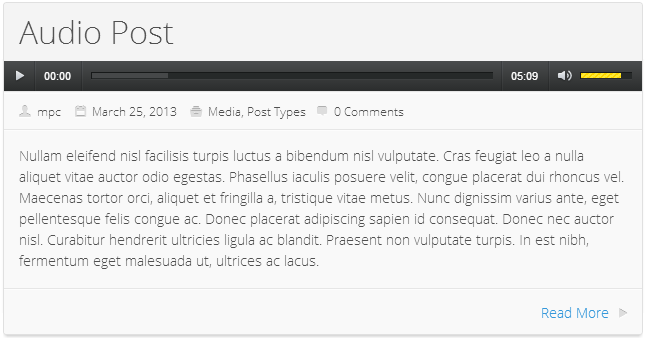 Audio Post
00:00 05:09
mpc March 25, 2013 Media, Post Types 0 Comments
Nullam eleifend nisl facilisis turpis luctus a bibendum nisl vulputate. Cras feugiat leo a nulla
aliquet vitae auctor odio egestas. Phasellus iaculis posuere velit, congue placerat dui rhoncus vel.
Maecenas tortor orci, aliquet et fringilla a, tristique vitae metus. Nunc dignissim varius ante, eget
pellentesque felis congue ac. Donec placerat adipiscing sapien id consequat. Donec nec auctor
nisl. Curabitur hendrerit ultricies ligula ac blandit. Praesent non vulputate turpis. In est nibh,
fermentum eget malesuada ut, ultrices ac lacus.
Read More